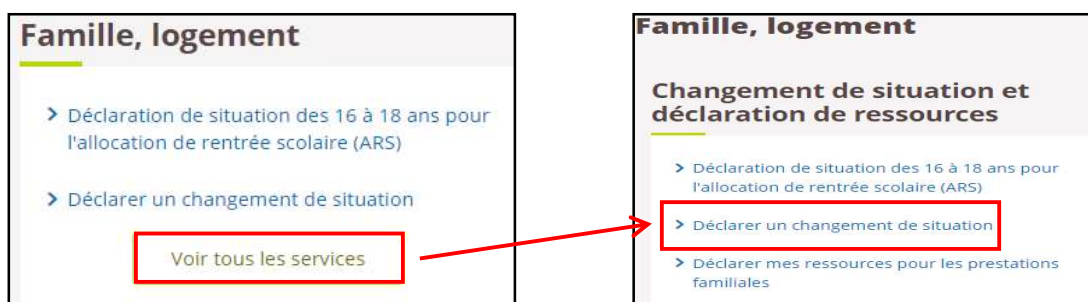 Famille, logement
Déclaration de situation des 16 à 18 ans pour
l'allocation de rentrée scolaire (ARS)
Déclarer un changement de situation
Voir tous les services
Famille, logement
Changement de situation et
déclaration de ressources
Déclaration de situation des 16 à 18 ans pour
l'allocation de rentrée scolaire (ARS)
Déclarer un changement de situation
Déclarer mes ressources pour les prestations
familiales